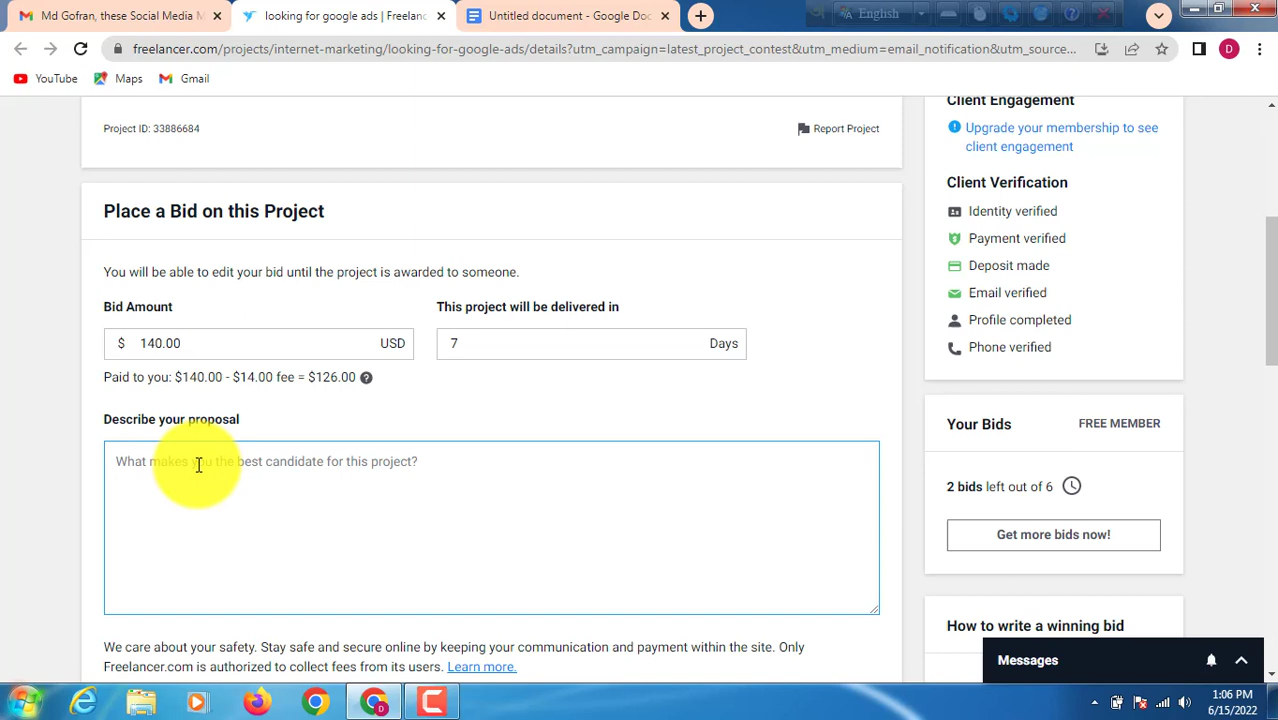 Md Gofran, these Social Media M
looking for google ads | Freelanc
Untitled document - Google Doc
English
freelancer.com/projects/internet-marketing/looking-for-google-ads/details?utm_campaign=latest_project_contest&utm_medium=email_notification&utm_source...
D
YouTube
Maps
Gmail
Project ID: 33886684
Report Project
Place a Bid on this Project
You will be able to edit your bid until the project is awarded to someone.
Bid Amount
This project will be delivered in
$ 140.00 USD
7 Days
Paid to you: $140.00 - $14.00 fee = $126.00
Describe your proposal
What makes you the best candidate for this project?
We care about your safety. Stay safe and secure online by keeping your communication and payment within the site. Only
Freelancer.com is authorized to collect fees from its users. Learn more.
Client Engagement
Upgrade your membership to see
client engagement
Client Verification
Identity verified
Payment verified
Deposit made
Email verified
Profile completed
Phone verified
Your Bids
FREE MEMBER
2 bids left out of 6
Get more bids now!
How to write a winning bid
Messages
1:06 PM
6/15/2022